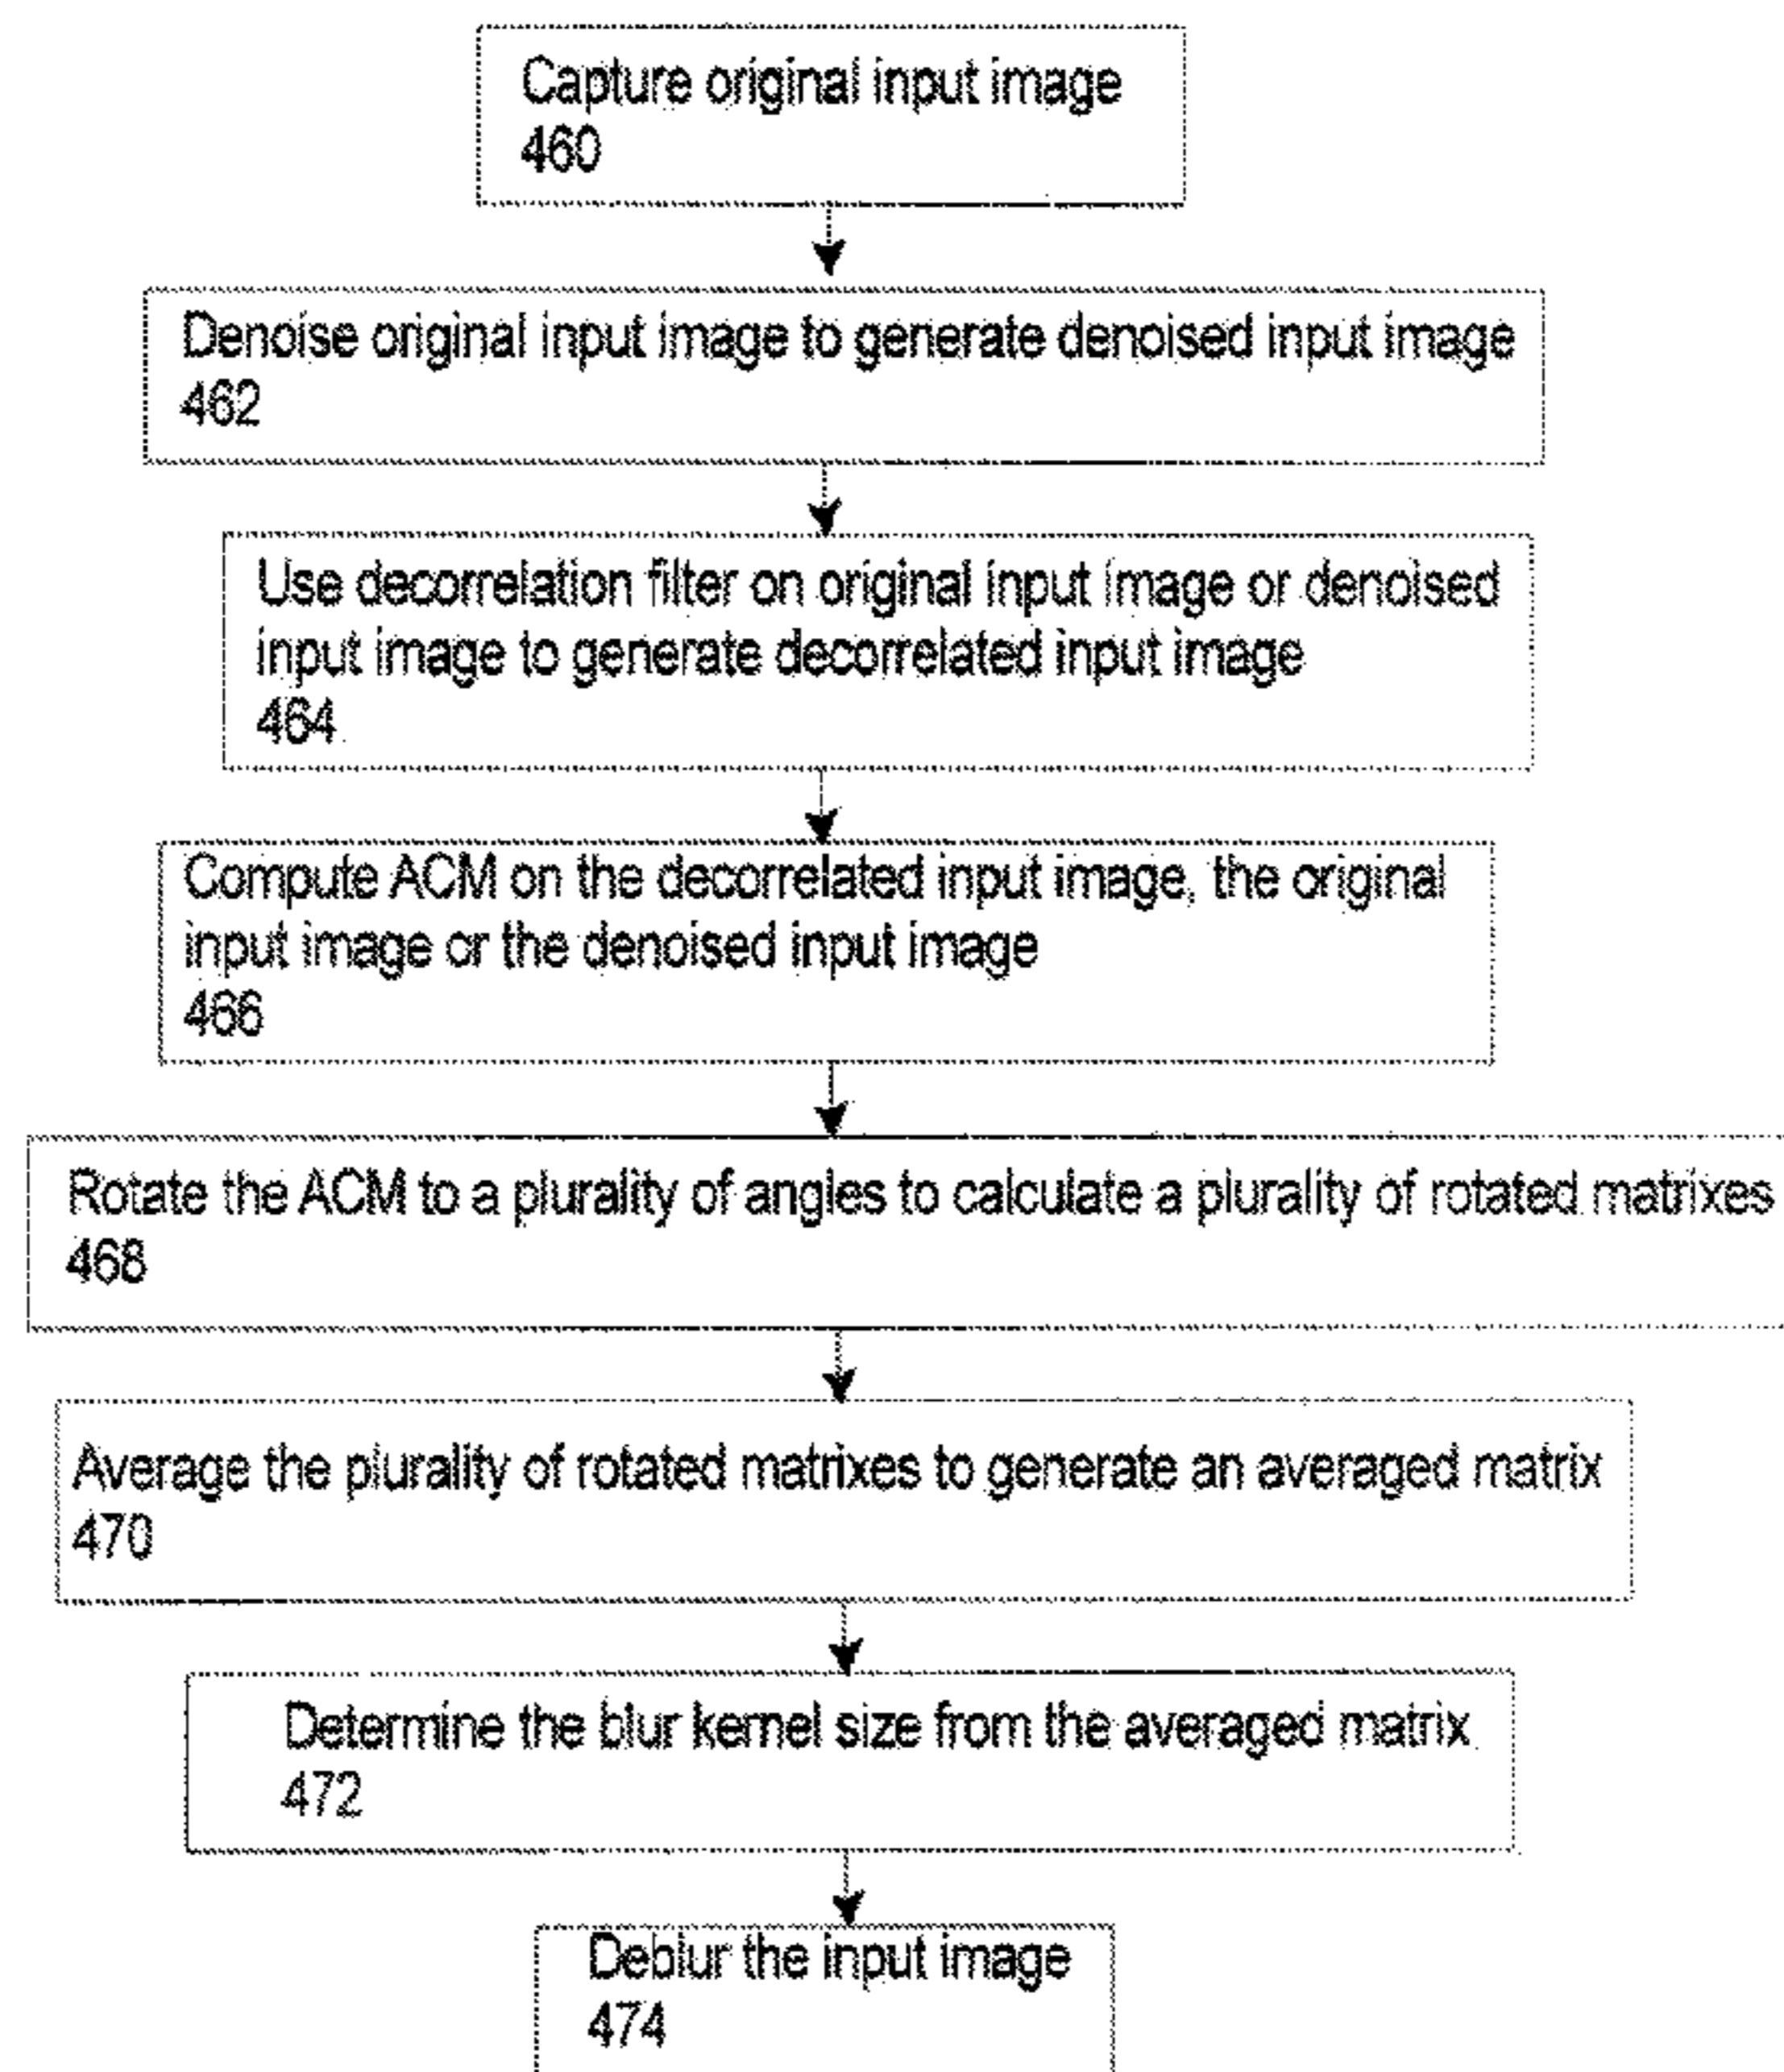 Capture original input image
460
Denoise original input image to generate denoised input image
462
Use decorrelation filter on original input image or denoised
input image to generate decorrelated input image
464
Compute ACM on the decorrelated input image, the original
input image or the denoised input image
466
Rotate the ACM to a plurality of angles to calculate a plurality of rotated matrixes
468
Average the plurality of rotated matrixes to generate an averaged matrix
470
Determine the blur kernel size from the averaged matrix
472
Deblur the input image
474